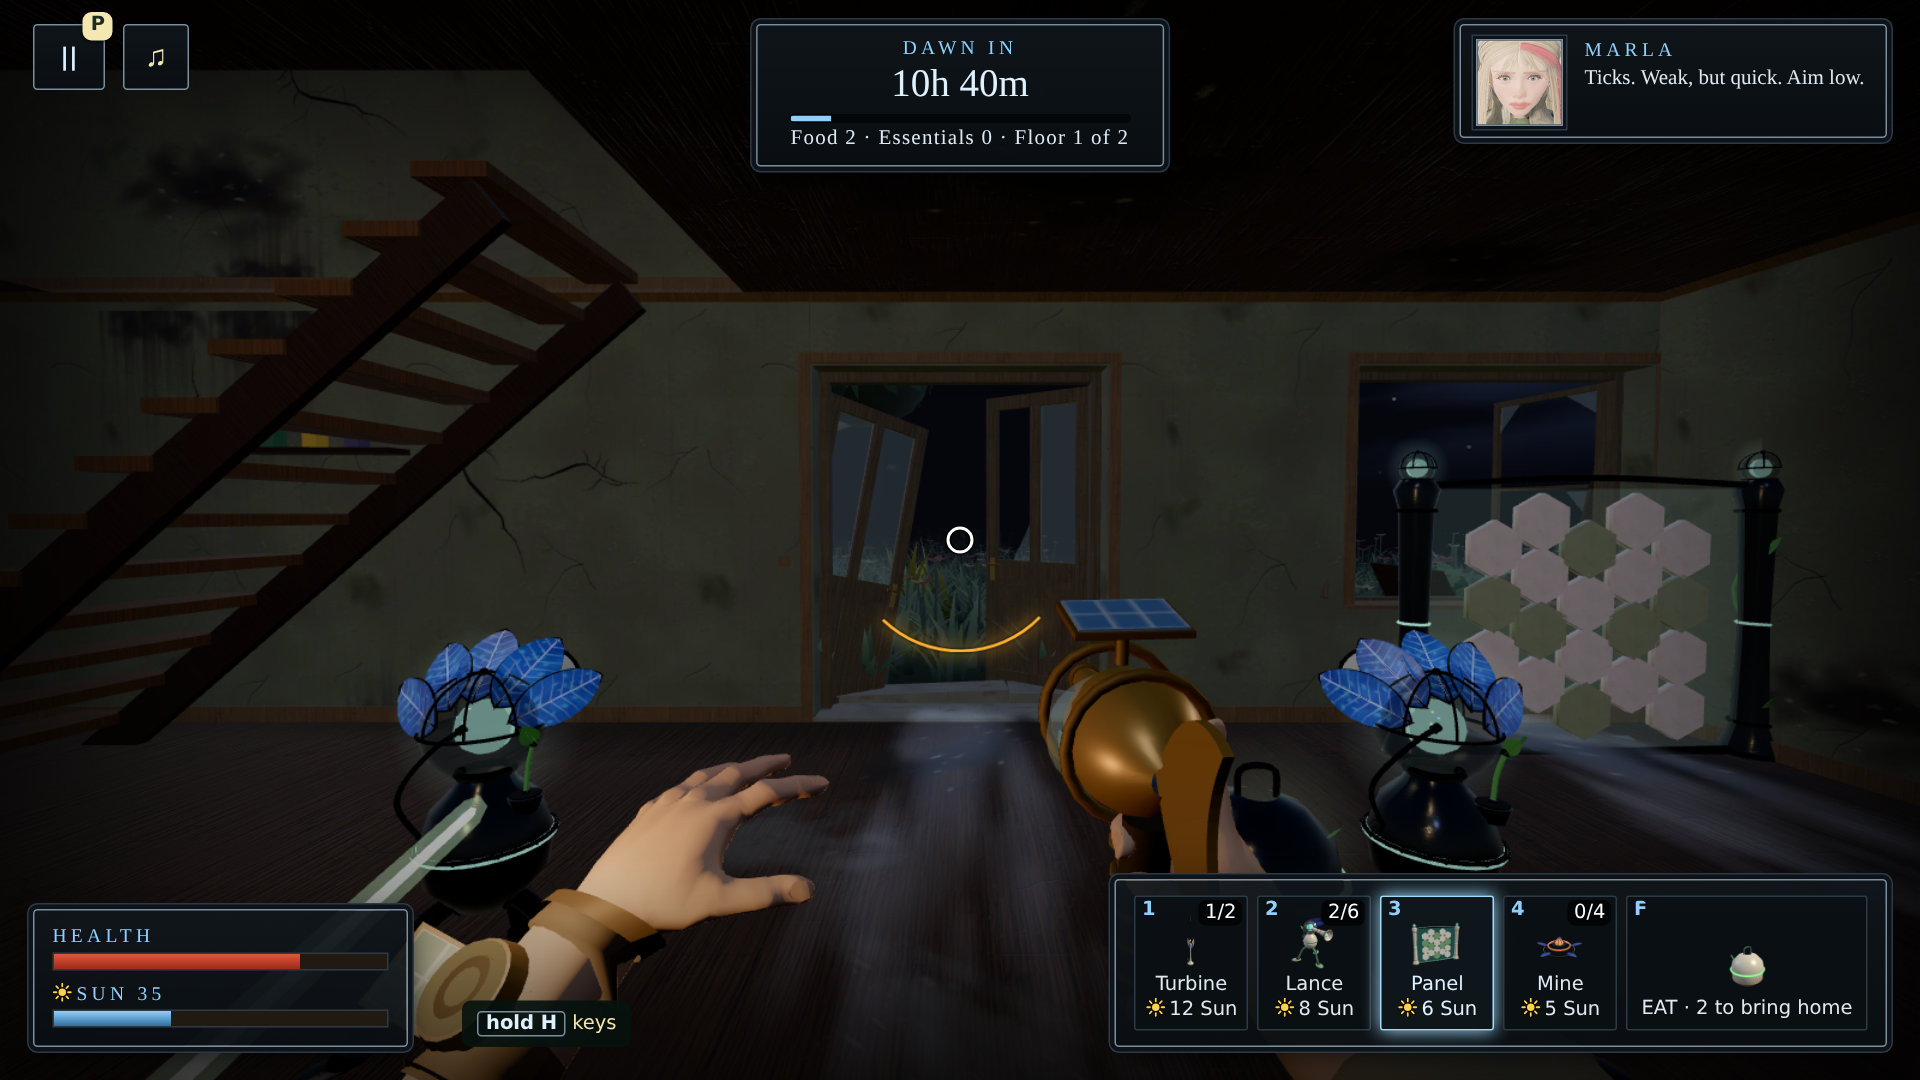 P
DAWN IN
10h 40m
Food 2 · Essentials 0 · Floor 1 of 2
MARLA
Ticks. Weak, but quick. Aim low.
HEALTH
SUN 35
hold H keys
1 1/2
Turbine
12 Sun
2 2/6
Lance
8 Sun
3
Panel
6 Sun
4 0/4
Mine
5 Sun
F
EAT · 2 to bring home